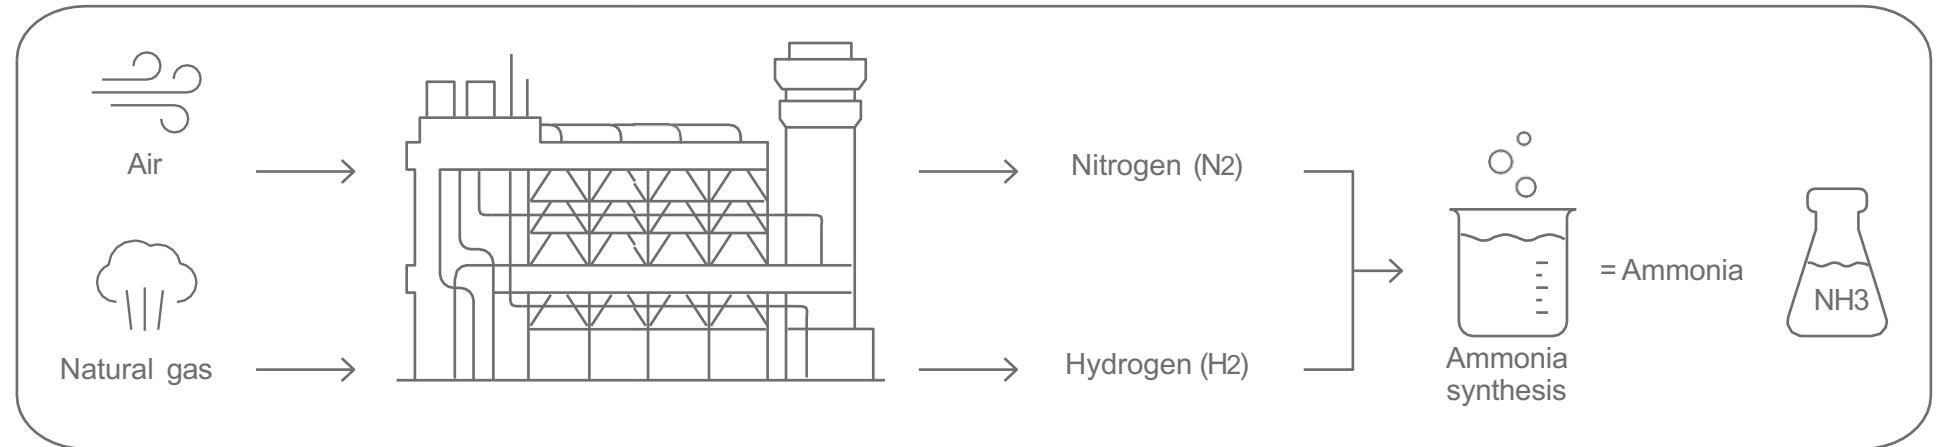 Air
Natural gas
Nitrogen (N2)
Hydrogen (H2)
Ammonia
synthesis
= Ammonia
NH3